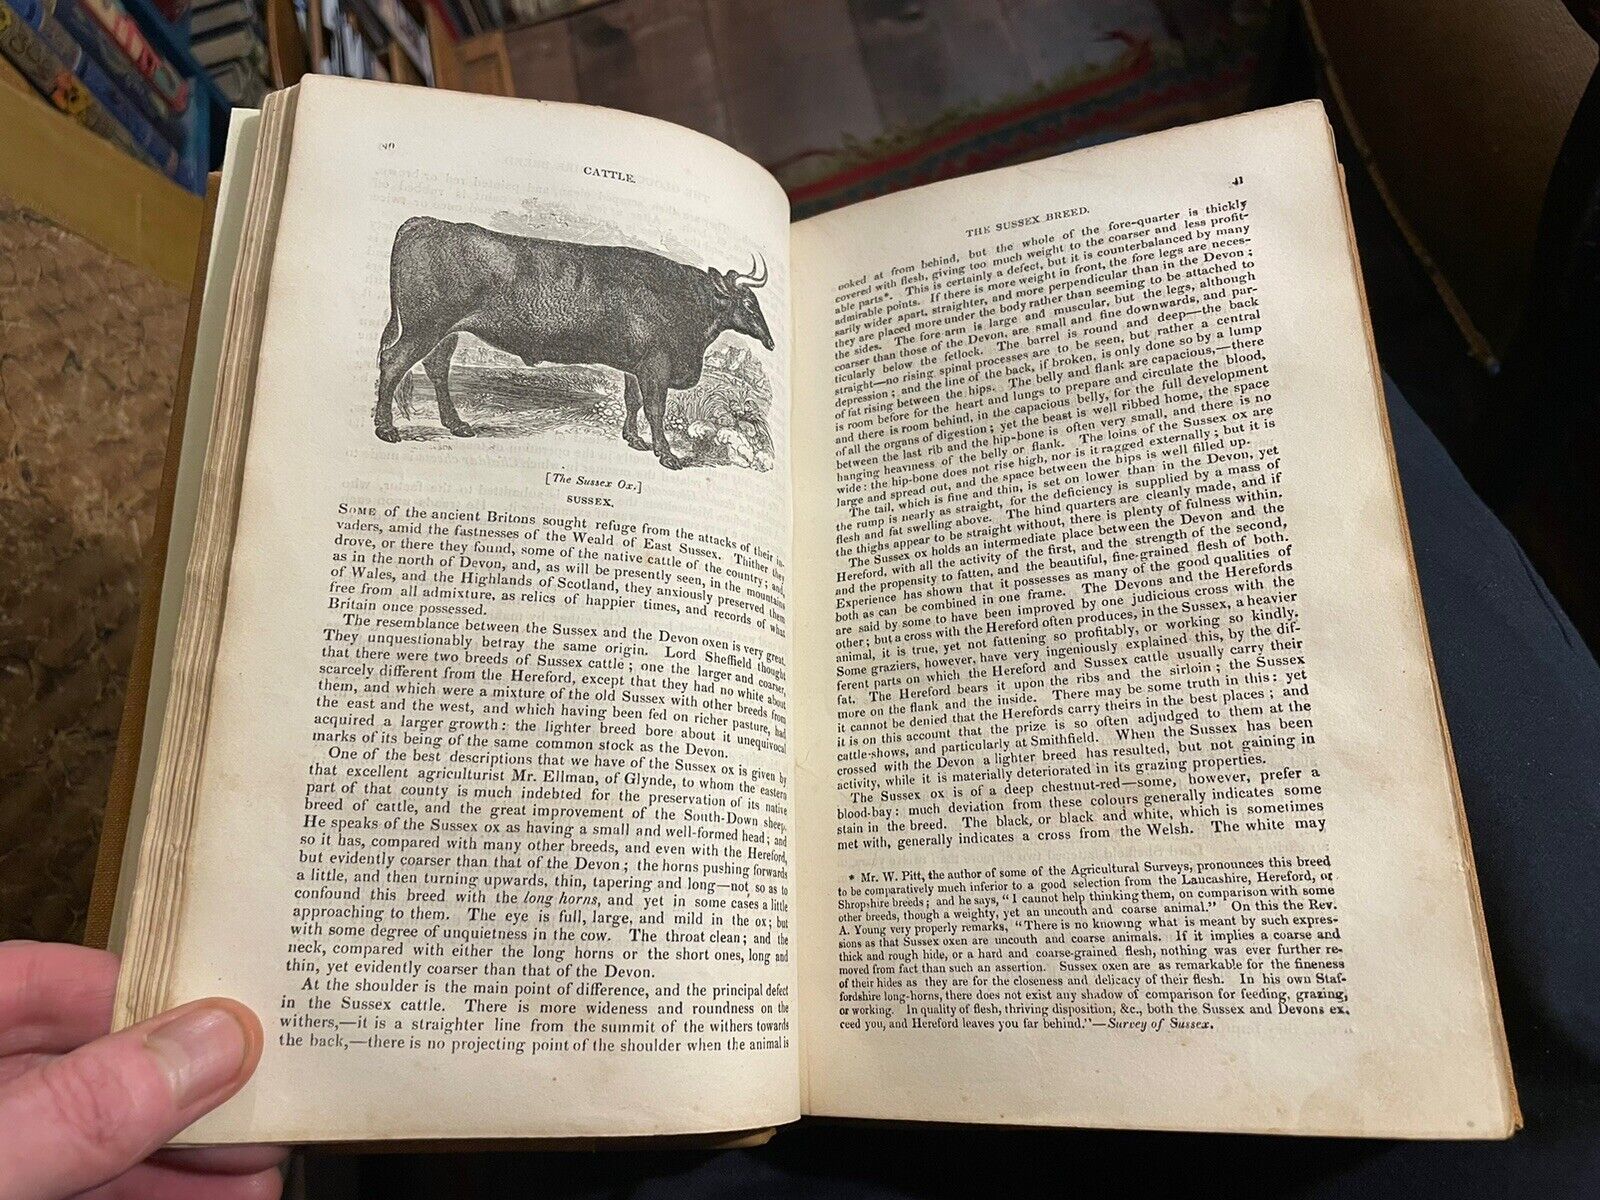 40
CATTLE.
[The Sussex Ox.]
SUSSEX.
SOME of the ancient Britons sought refuge from the attacks of their in-
vaders, amid the fastnesses of the Weald of East Sussex. Thither they
drove, or there they found, some of the native cattle of the country; and,
as in the north of Devon, and, as will be presently seen, in the mountains
of Wales, and the Highlands of Scotland, they anxiously preserved them
free from all admixture, as relics of happier times, and records of what
Britain once possessed.
The resemblance between the Sussex and the Devon oxen is very great.
They unquestionably betray the same origin. Lord Sheffield thought
that there were two breeds of Sussex cattle; one the larger and coarser,
scarcely different from the Hereford, except that they had no white about
them, and which were a mixture of the old Sussex with other breeds from
the east and the west, and which having been fed on richer pasture, had
acquired a larger growth: the lighter breed bore about it unequivocal
marks of its being of the same common stock as the Devon.
One of the best descriptions that we have of the Sussex ox is given by
that excellent agriculturist Mr. Ellman, of Glynde, to whom the eastern
part of that county is much indebted for the preservation of its native
breed of cattle, and the great improvement of the South-Down sheep.
He speaks of the Sussex ox as having a small and well-formed head; and
so it has, compared with many other breeds, and even with the Hereford,
but evidently coarser than that of the Devon; the horns pushing forwards
a little, and then turning upwards, thin, tapering and long—not so as to
confound this breed with the long horns, and yet in some cases a little
approaching to them. The eye is full, large, and mild in the ox; but
with some degree of unquietness in the cow. The throat clean; and the
neck, compared with either the long horns or the short ones, long and
thin, yet evidently coarser than that of the Devon.
At the shoulder is the main point of difference, and the principal defect
in the Sussex cattle. There is more wideness and roundness on the
withers,—it is a straighter line from the summit of the withers towards
the back,—there is no projecting point of the shoulder when the animal is
41
THE SUSSEX BREED.
ooked at from behind, but the whole of the fore-quarter is thickly
covered with flesh, giving too much weight to the coarser and less profit-
able parts*. This is certainly a defect, but it is counterbalanced by many
admirable points. If there is more weight in front, the fore legs are neces-
sarily wider apart, straighter, and more perpendicular than in the Devon;
they are placed more under the body rather than seeming to be attached to
the sides. The fore-arm is large and muscular, but the legs, although
coarser than those of the Devon, are small and fine downwards, and par-
ticularly below the fetlock. The barrel is round and deep—the back
straight—no rising spinal processes are to be seen, but rather a central
depression; and the line of the back, if broken, is only done so by a lump
of fat rising between the hips. The belly and flank are capacious,—there
is room before for the heart and lungs to prepare and circulate the blood,
and there is room behind, in the capacious belly, for the full development
of all the organs of digestion; yet the beast is well ribbed home, the space
between the last rib and the hip-bone is often very small, and there is no
hanging heaviness of the belly or flank. The loins of the Sussex ox are
wide: the hip-bone does not rise high, nor is it ragged externally; but it is
large and spread out, and the space between the hips is well filled up.
The tail, which is fine and thin, is set on lower than in the Devon, yet
the rump is nearly as straight, for the deficiency is supplied by a mass of
flesh and fat swelling above. The hind quarters are cleanly made, and if
the thighs appear to be straight without, there is plenty of fulness within.
The Sussex ox holds an intermediate place between the Devon and the
Hereford, with all the activity of the first, and the strength of the second,
and the propensity to fatten, and the beautiful, fine-grained flesh of both.
Experience has shown that it possesses as many of the good qualities of
both as can be combined in one frame. The Devons and the Herefords
are said by some to have been improved by one judicious cross with the
other; but a cross with the Hereford often produces, in the Sussex, a heavier
animal, it is true, yet not fattening so profitably, or working so kindly.
Some graziers, however, have very ingeniously explained this, by the dif-
ferent parts on which the Hereford and Sussex cattle usually carry their
fat. The Hereford bears it upon the ribs and the sirloin; the Sussex
more on the flank and the inside. There may be some truth in this: yet
it cannot be denied that the Herefords carry theirs in the best places; and
it is on this account that the prize is so often adjudged to them at the
cattle-shows, and particularly at Smithfield. When the Sussex has been
crossed with the Devon a lighter breed has resulted, but not gaining in
activity, while it is materially deteriorated in its grazing properties.
The Sussex ox is of a deep chestnut-red—some, however, prefer a
blood-bay: much deviation from these colours generally indicates some
stain in the breed. The black, or black and white, which is sometimes
met with, generally indicates a cross from the Welsh. The white may
* Mr. W. Pitt, the author of some of the Agricultural Surveys, pronounces this breed
to be comparatively much inferior to a good selection from the Lancashire, Hereford, or
Shropshire breeds; and he says, "I cannot help thinking them, on comparison with some
other breeds, though a weighty, yet an uncouth and coarse animal." On this the Rev.
A. Young very properly remarks, "There is no knowing what is meant by such expres-
sions as that Sussex oxen are uncouth and coarse animals. If it implies a coarse and
thick and rough hide, or a hard and coarse-grained flesh, nothing was ever further re-
moved from fact than such an assertion. Sussex oxen are as remarkable for the fineness
of their hides as they are for the closeness and delicacy of their flesh. In his own Staf-
fordshire long-horns, there does not exist any shadow of comparison for feeding, grazing,
or working. In quality of flesh, thriving disposition, &c., both the Sussex and Devons ex,
ceed you, and Hereford leaves you far behind."—Survey of Sussex.